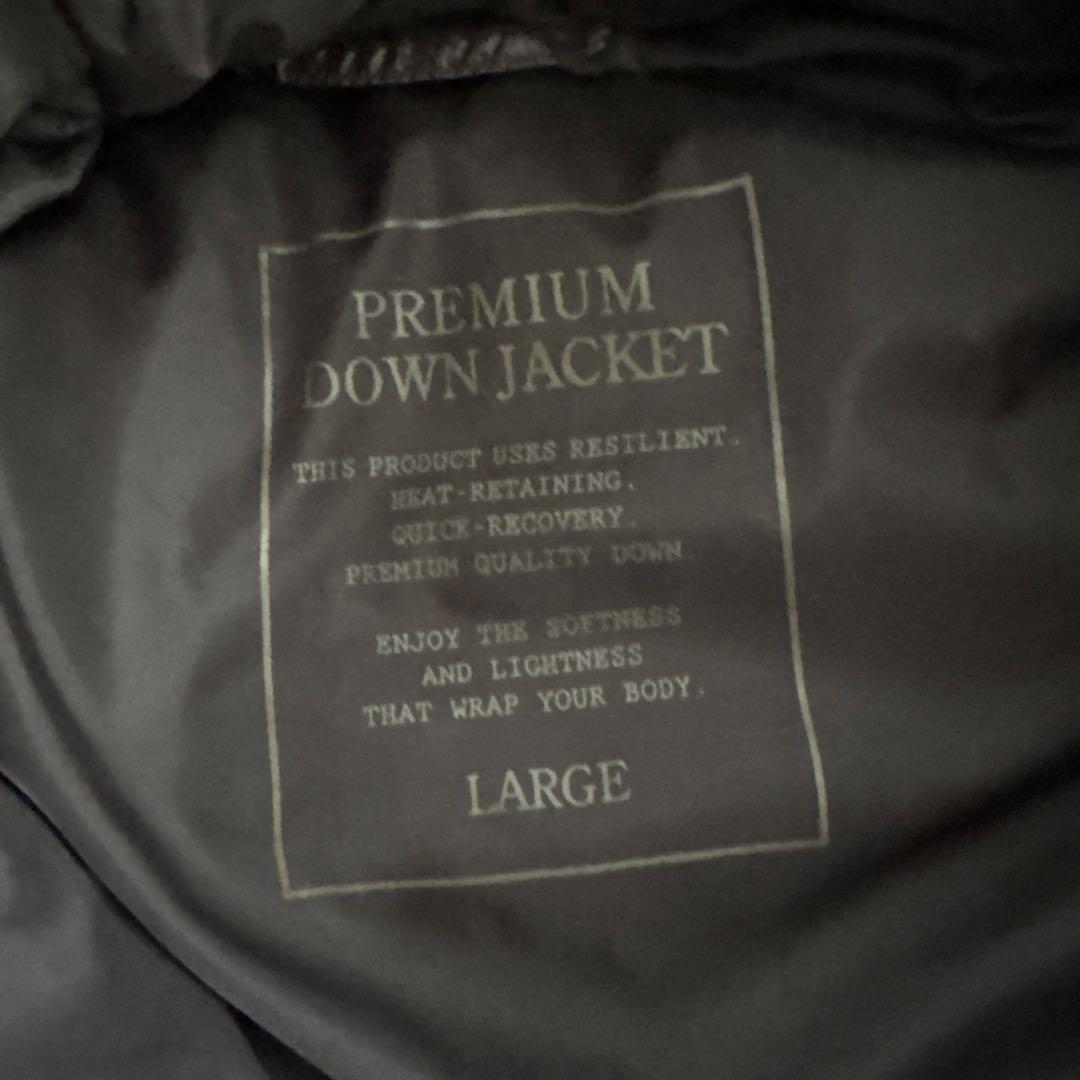 PREMIUM
DOWN JACKET
THIS PRODUCT USES RESILIENT,
HEAT-RETAINING,
QUICK-RECOVERY,
PREMIUM QUALITY DOWN
ENJOY THE SOFTNESS
AND LIGHTNESS
THAT WRAP YOUR BODY.
LARGE